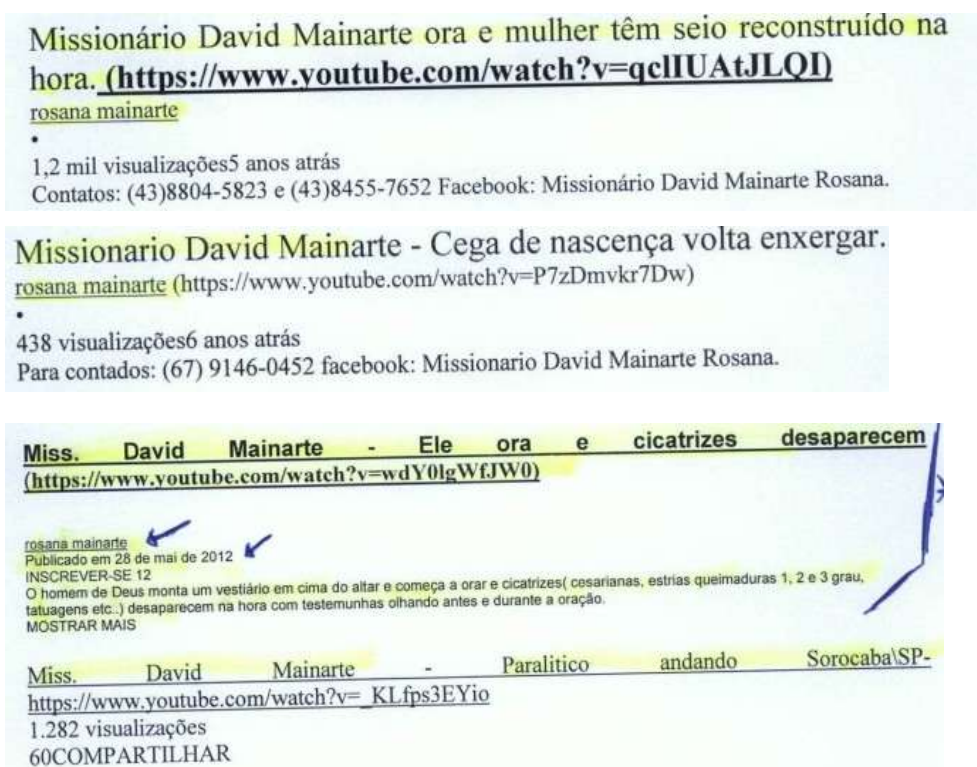 Missionário David Mainarte ora e mulher têm seio reconstruído na
hora. (https://www.youtube.com/watch?v=qclIUAtJLQI)
rosana mainarte
•
1,2 mil visualizações5 anos atrás
Contatos: (43)8804-5823 e (43)8455-7652 Facebook: Missionário David Mainarte Rosana.
Missionario David Mainarte - Cega de nascença volta enxergar.
rosana mainarte (https://www.youtube.com/watch?v=P7zDmvkr7Dw)
•
438 visualizações6 anos atrás
Para contados: (67) 9146-0452 facebook: Missionario David Mainarte Rosana.
Miss. David Mainarte - Ele ora e cicatrizes desaparecem
(https://www.youtube.com/watch?v=wdY0lgWfJW0)
rosana mainarte
Publicado em 28 de mai de 2012
INSCREVER-SE 12
O homem de Deus monta um vestiário em cima do altar e começa a orar e cicatrizes( cesarianas, estrias queimaduras 1, 2 e 3 grau,
tatuagens etc..) desaparecem na hora com testemunhas olhando antes e durante a oração.
MOSTRAR MAIS
Miss. David Mainarte - Paralitico andando Sorocaba\SP-
https://www.youtube.com/watch?v=_KLfps3EYio
1.282 visualizações
60COMPARTILHAR